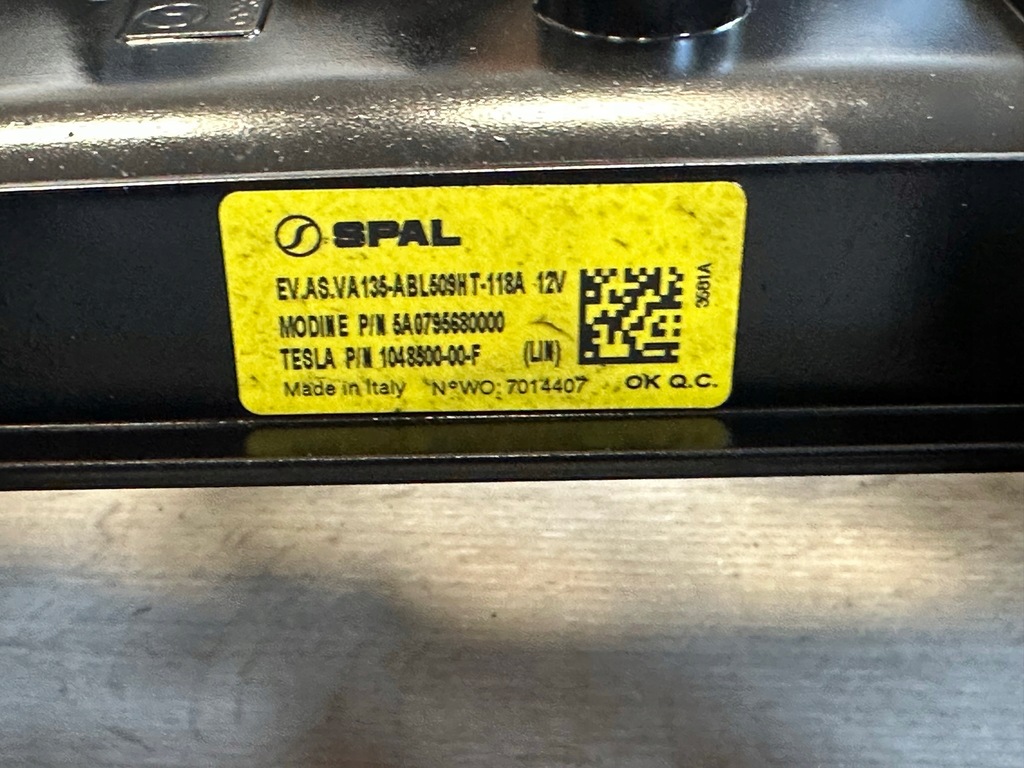 SPAL
EV.AS.VA135-ABL509HT-118A 12V
MODINE P/N 5A0795680000
TESLA P/N 1048500-00-F (LIN)
Made in Italy N°WO: 7014407 OK Q.C.
3581A